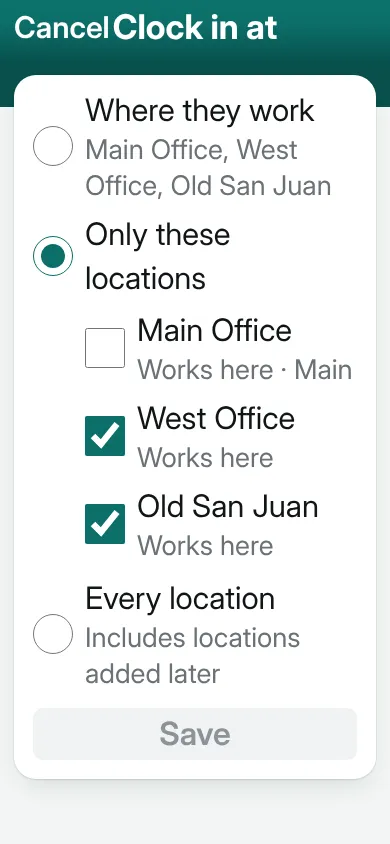 Cancel Clock in at
Where they work
Main Office, West
Office, Old San Juan
Only these
locations
Main Office
Works here · Main
West Office
Works here
Old San Juan
Works here
Every location
Includes locations
added later
Save